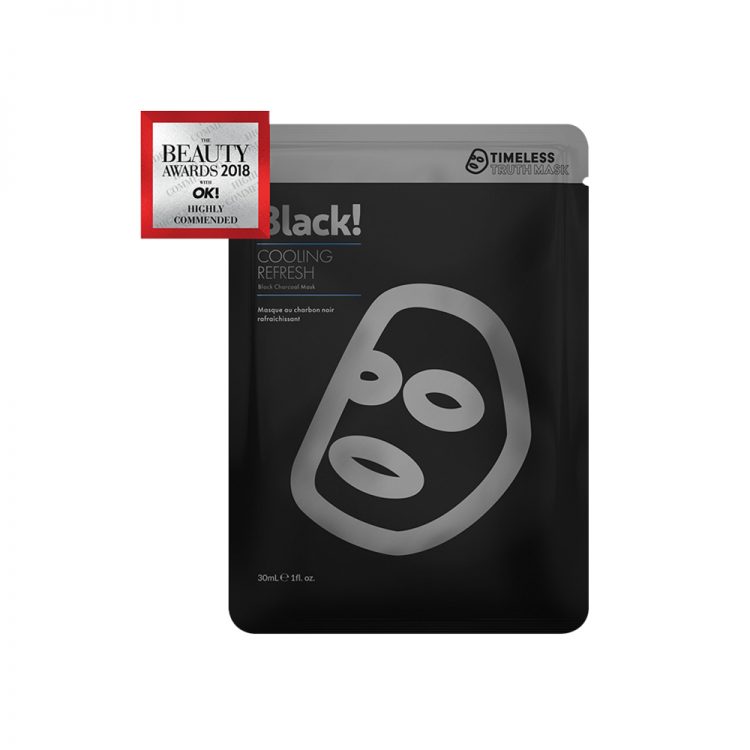 THE
BEAUTY
AWARDS 2018
WITH
OK!
HIGHLY
COMMENDED
TIMELESS
TRUTH MASK
Black!
COOLING
REFRESH
Black Charcoal Mask
Masque au charbon noir
rafraîchissant
30mL ℮ 1fl. oz.